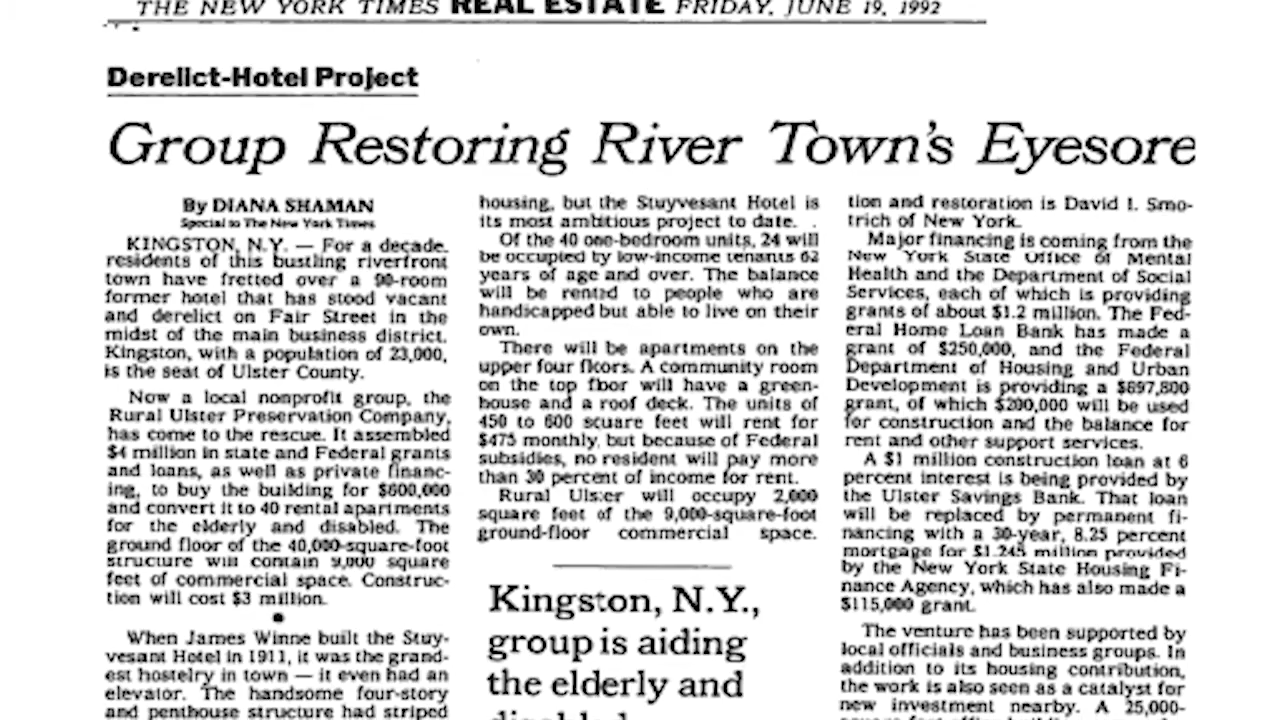 THE NEW YORK TIMES REAL ESTATE FRIDAY, JUNE 19, 1992
Derelict-Hotel Project
Group Restoring River Town's Eyesore
By DIANA SHAMAN
Special to The New York Times
KINGSTON, N.Y. — For a decade,
residents of this bustling riverfront
town have fretted over a 90-room
former hotel that has stood vacant
and derelict on Fair Street in the
midst of the main business district.
Kingston, with a population of 23,000,
is the seat of Ulster County.
Now a local nonprofit group, the
Rural Ulster Preservation Company,
has come to the rescue. It assembled
$4 million in state and Federal grants
and loans, as well as private financ-
ing, to buy the building for $600,000
and convert it to 40 rental apartments
for the elderly and disabled. The
ground floor of the 40,000-square-foot
structure will contain 9,000 square
feet of commercial space. Construc-
tion will cost $3 million.
When James Winne built the Stuy-
vesant Hotel in 1911, it was the grand-
est hostelry in town — it even had an
elevator. The handsome four-story
and penthouse structure had striped
housing, but the Stuyvesant Hotel is
its most ambitious project to date.
Of the 40 one-bedroom units, 24 will
be occupied by low-income tenants 62
years of age and over. The balance
will be rented to people who are
handicapped but able to live on their
own.
There will be apartments on the
upper four floors. A community room
on the top floor will have a green-
house and a roof deck. The units of
450 to 600 square feet will rent for
$475 monthly, but because of Federal
subsidies, no resident will pay more
than 30 percent of income for rent.
Rural Ulster will occupy 2,000
square feet of the 9,000-square-foot
ground-floor commercial space.
Kingston, N.Y.,
group is aiding
the elderly and
disabled
tion and restoration is David I. Smo-
trich of New York.
Major financing is coming from the
New York State Office of Mental
Health and the Department of Social
Services, each of which is providing
grants of about $1.2 million. The Fed-
eral Home Loan Bank has made a
grant of $250,000, and the Federal
Department of Housing and Urban
Development is providing a $897,800
grant, of which $200,000 will be used
for construction and the balance for
rent and other support services.
A $1 million construction loan at 6
percent interest is being provided by
the Ulster Savings Bank. That loan
will be replaced by permanent fi-
nancing with a 30-year, 8.25 percent
mortgage for $1.245 million provided
by the New York State Housing Fi-
nance Agency, which has also made a
$115,000 grant.
The venture has been supported by
local officials and business groups. In
addition to its housing contribution,
the work is also seen as a catalyst for
new investment nearby. A 25,000-